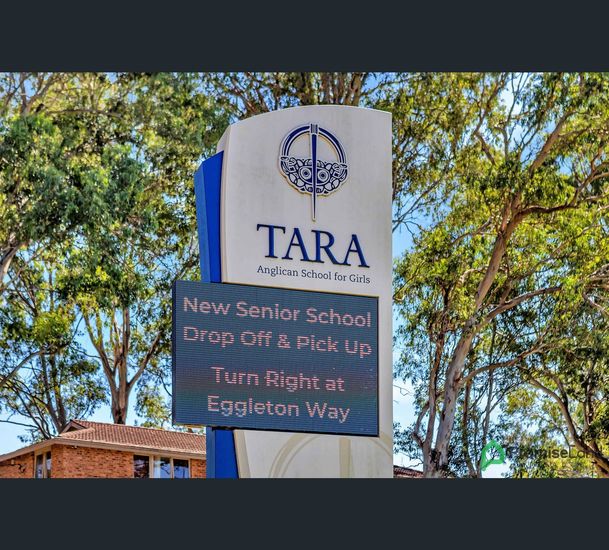 TARA
Anglican School for Girls
New Senior School
Drop Off & Pick Up
Turn Right at
Eggleton Way